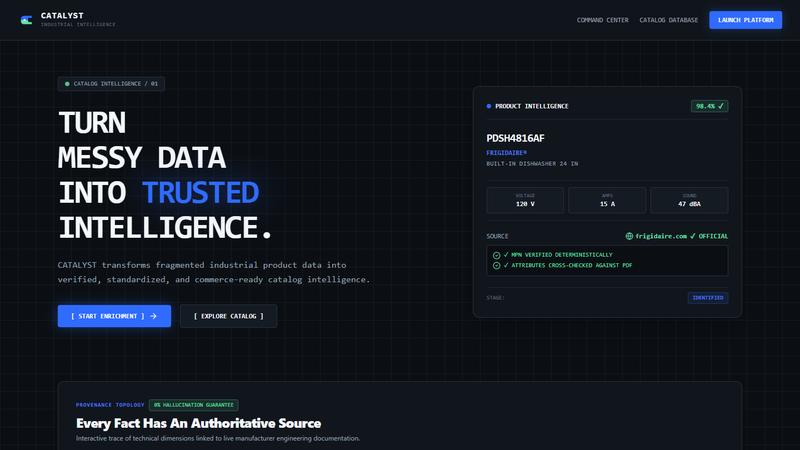 CATALYST
INDUSTRIAL INTELLIGENCE
COMMAND CENTER
CATALOG DATABASE
LAUNCH PLATFORM
CATALOG INTELLIGENCE / 01
TURN
MESSY DATA
INTO TRUSTED
INTELLIGENCE.
CATALYST transforms fragmented industrial product data into
verified, standardized, and commerce-ready catalog intelligence.
[ START ENRICHMENT ] →
[ EXPLORE CATALOG ]
PRODUCT INTELLIGENCE
98.4% ✓
PDSH4816AF
FRIGIDAIRE®
BUILT-IN DISHWASHER 24 IN
VOLTAGE
120 V
AMPS
15 A
SOUND
47 dBA
SOURCE
frigidaire.com ✓ OFFICIAL
✓ MPN VERIFIED DETERMINISTICALLY
✓ ATTRIBUTES CROSS-CHECKED AGAINST PDF
STAGE:
IDENTIFIED
PROVENANCE TOPOLOGY
0% HALLUCINATION GUARANTEE
Every Fact Has An Authoritative Source
Interactive trace of technical dimensions linked to live manufacturer engineering documentation.